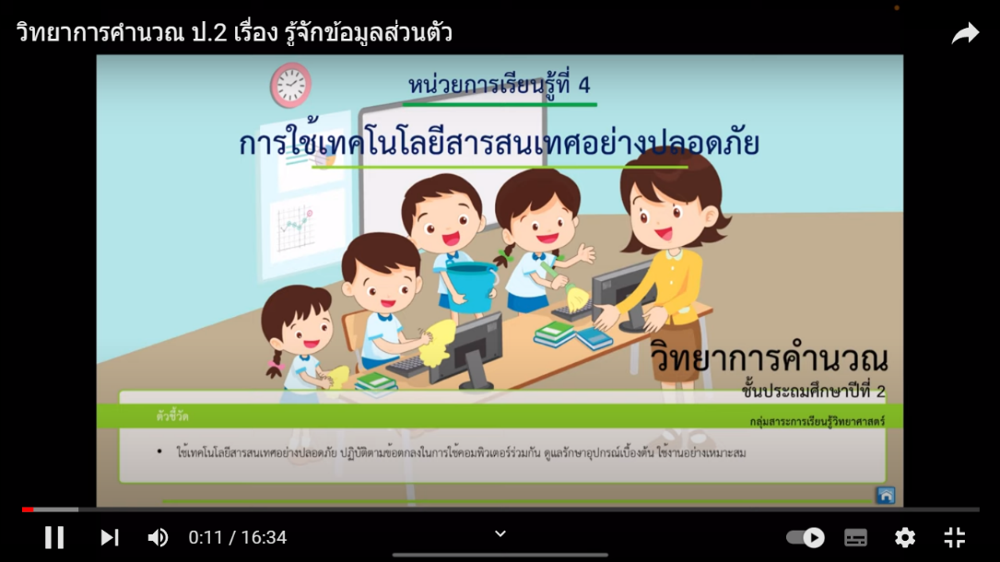 วิทยาการคำนวณ ป.2 เรื่อง รู้จักข้อมูลส่วนตัว
หน่วยการเรียนรู้ที่ 4
การใช้เทคโนโลยีสารสนเทศอย่างปลอดภัย
วิทยาการคำนวณ
ชั้นประถมศึกษาปีที่ 2
ตัวชี้วัด
กลุ่มสาระการเรียนรู้วิทยาศาสตร์
• ใช้เทคโนโลยีสารสนเทศอย่างปลอดภัย ปฏิบัติตามข้อตกลงในการใช้คอมพิวเตอร์ร่วมกัน ดูแลรักษาอุปกรณ์เบื้องต้น ใช้งานอย่างเหมาะสม
0:11 / 16:34